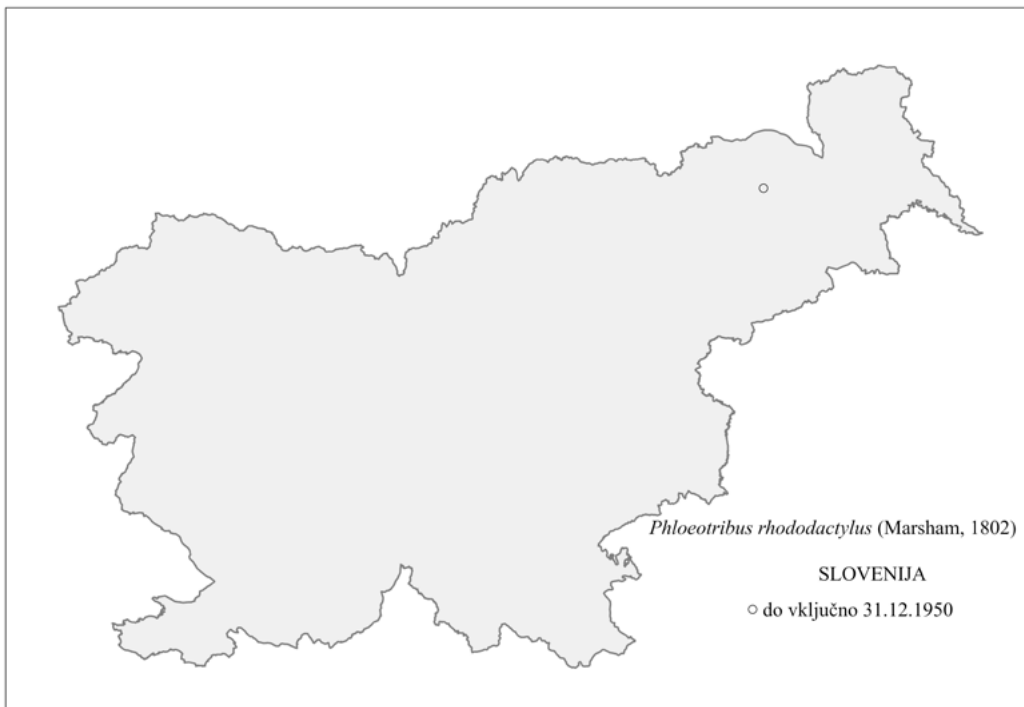 Phloeotribus rhododactylus (Marsham, 1802)
SLOVENIJA
do vključno 31.12.1950